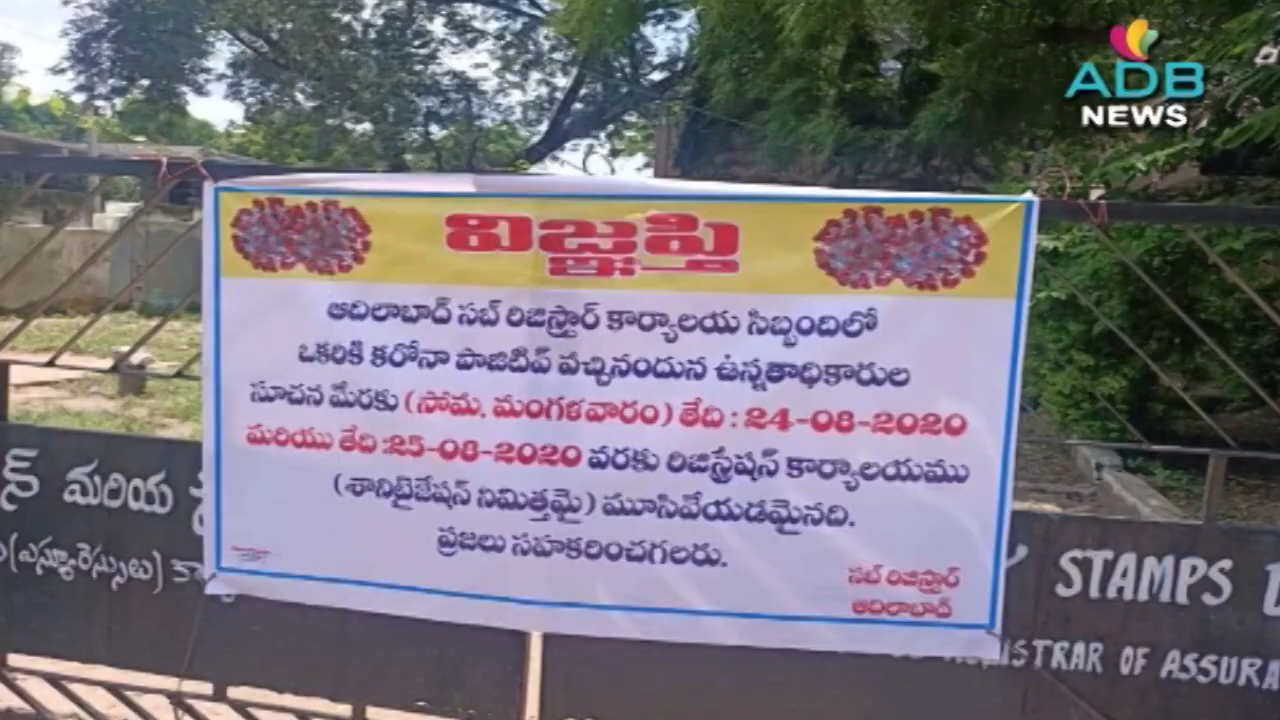 ADB
NEWS
విజ్ఞప్తి
ఆదిలాబాద్ సబ్ రిజిస్ట్రార్ కార్యాలయ సిబ్బందిలో
ఒకరికి కరోనా పాజిటివ్ వచ్చినందున ఉన్నతాధికారుల
సూచన మేరకు (సోమ, మంగళవారం) తేది : 24-08-2020
మరియు తేది :25-08-2020 వరకు రిజిస్ట్రేషన్ కార్యాలయము
(శానిటైజేషన్ నిమిత్తమై) మూసివేయడమైనది.
ప్రజలు సహకరించగలరు.
సబ్ రిజిస్ట్రార్
ఆదిలాబాద్
మరియ
(ఎస్యూరెన్సులు)
STAMPS
OF ASSURA